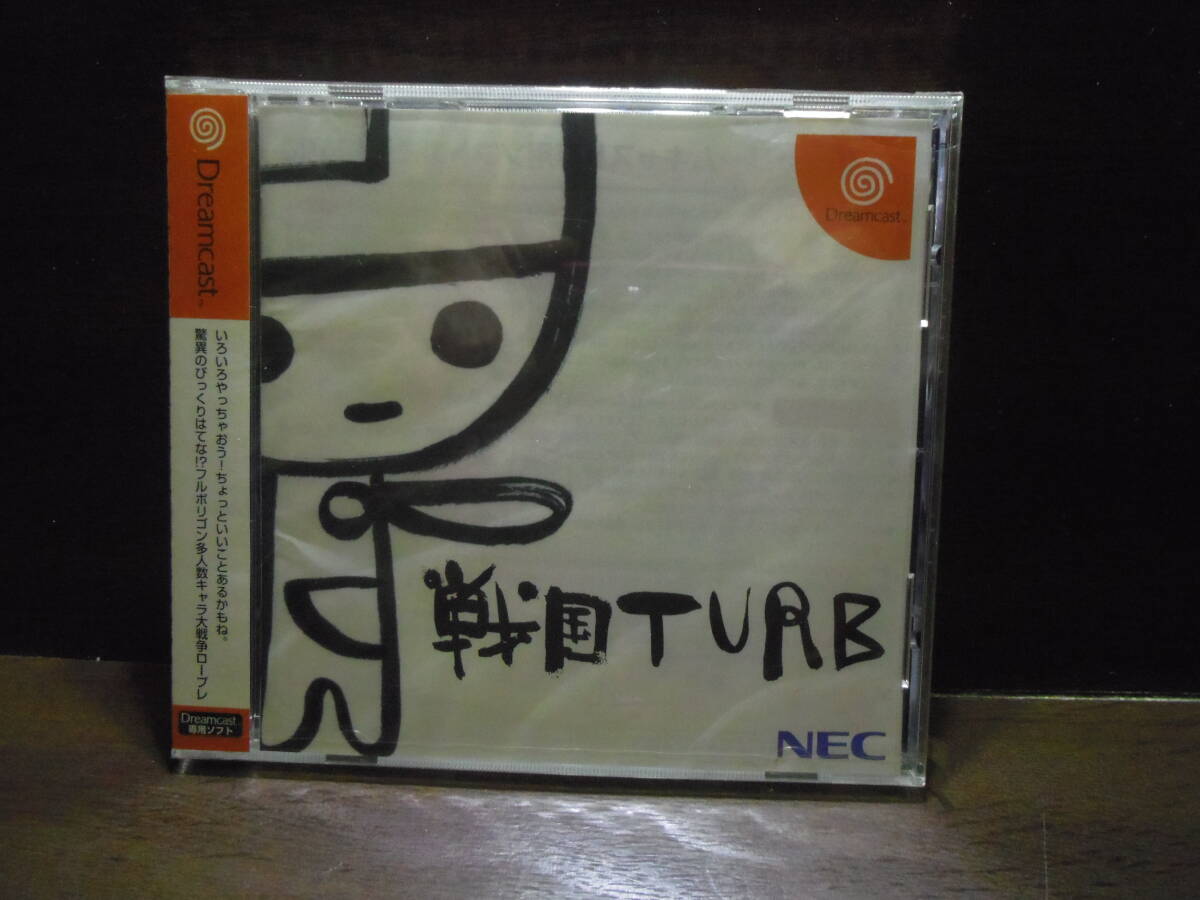 Dreamcast™
いろいろやっちゃおう！ちょっといいことあるかもね。
驚異のびっくりはてな!?フルポリゴン多人数キャラ大戦争ロープレ
Dreamcast
専用ソフト
Dreamcast™
戦国TURB
NEC